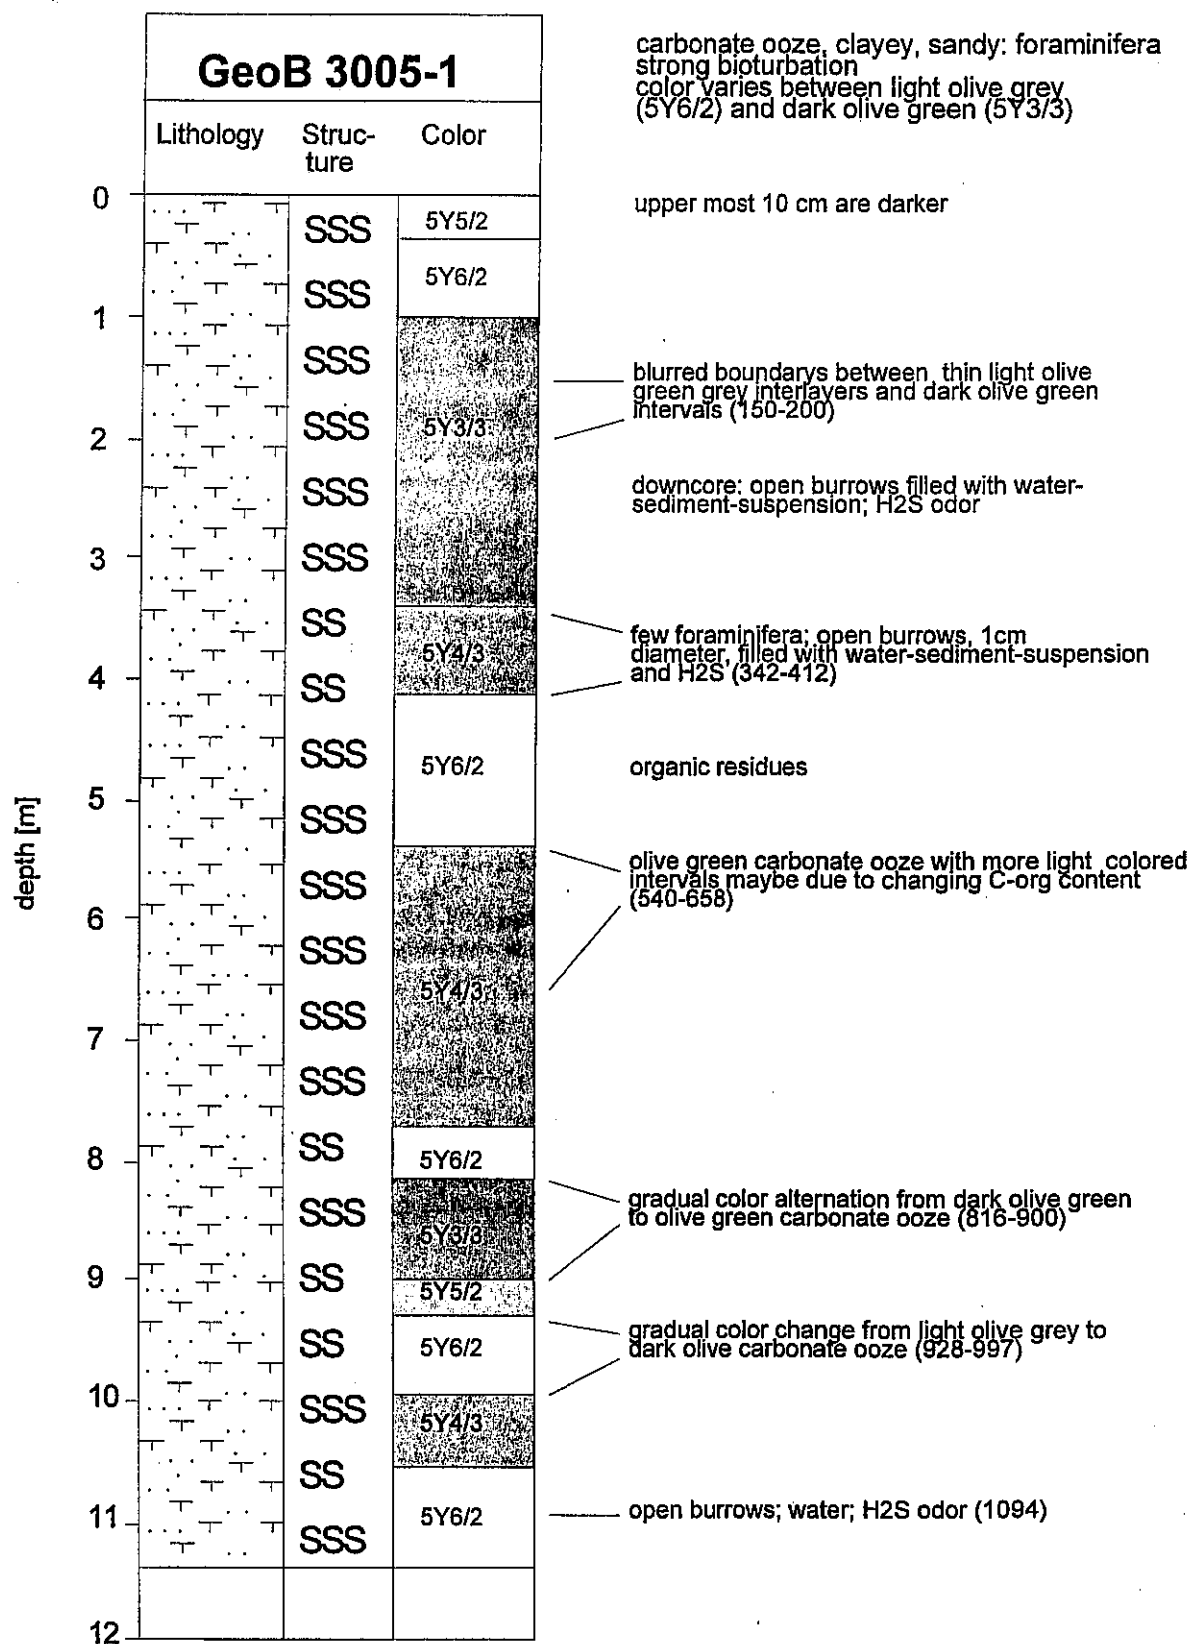 GeoB 3005-1
carbonate ooze, clayey, sandy: foraminifera
strong bioturbation
color varies between light olive grey
(5Y6/2) and dark olive green (5Y3/3)
Lithology
Struc-
ture
Color
0
SSS
5Y5/2
upper most 10 cm are darker
5Y6/2
SSS
1
SSS
blurred boundarys between thin light olive
green grey interlayers and dark olive green
intervals (150-200)
SSS
5Y3/3
2
SSS
downcore: open burrows filled with water-
sediment-suspension; H2S odor
3
SSS
SS
few foraminifera; open burrows, 1cm
diameter, filled with water-sediment-suspension
and H2S (342-412)
5Y4/3
4
SS
SSS
5Y6/2
organic residues
5
SSS
depth [m]
olive green carbonate ooze with more light colored
intervals maybe due to changing C-org content
(540-658)
SSS
6
SSS
5Y4/3
SSS
7
SSS
SS
8
5Y6/2
SSS
gradual color alternation from dark olive green
to olive green carbonate ooze (816-900)
5Y3/3
9
SS
5Y5/2
gradual color change from light olive grey to
dark olive carbonate ooze (928-997)
SS
5Y6/2
10
SSS
5Y4/3
SS
11
5Y6/2
open burrows; water; H2S odor (1094)
SSS
12